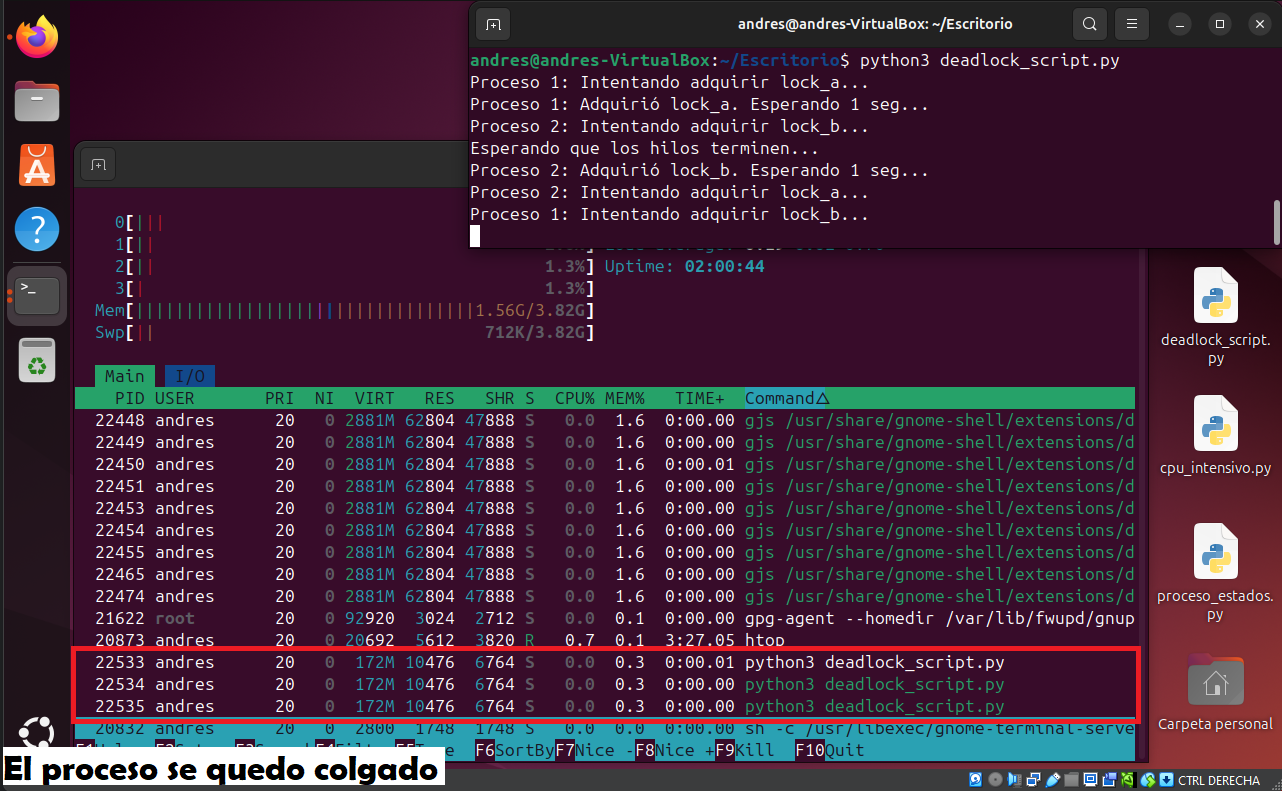 andres@andres-VirtualBox: ~/Escritorio
andres@andres-VirtualBox:~/Escritorio$ python3 deadlock_script.py
Proceso 1: Intentando adquirir lock_a...
Proceso 1: Adquirió lock_a. Esperando 1 seg...
Proceso 2: Intentando adquirir lock_b...
Esperando que los hilos terminen...
Proceso 2: Adquirió lock_b. Esperando 1 seg...
Proceso 2: Intentando adquirir lock_a...
Proceso 1: Intentando adquirir lock_b...
0[|||
1[||
2[|| 1.3%] Uptime: 02:00:44
3[| 1.3%]
Mem[||||||||||||||||||||||||||||||||||1.56G/3.82G]
Swp[|| 712K/3.82G]
Main I/O
PID USER PRI NI VIRT RES SHR S CPU% MEM% TIME+ Command△
22448 andres 20 0 2881M 62804 47888 S 0.0 1.6 0:00.00 gjs /usr/share/gnome-shell/extensions/d
22449 andres 20 0 2881M 62804 47888 S 0.0 1.6 0:00.00 gjs /usr/share/gnome-shell/extensions/d
22450 andres 20 0 2881M 62804 47888 S 0.0 1.6 0:00.01 gjs /usr/share/gnome-shell/extensions/d
22451 andres 20 0 2881M 62804 47888 S 0.0 1.6 0:00.00 gjs /usr/share/gnome-shell/extensions/d
22453 andres 20 0 2881M 62804 47888 S 0.0 1.6 0:00.00 gjs /usr/share/gnome-shell/extensions/d
22454 andres 20 0 2881M 62804 47888 S 0.0 1.6 0:00.00 gjs /usr/share/gnome-shell/extensions/d
22455 andres 20 0 2881M 62804 47888 S 0.0 1.6 0:00.00 gjs /usr/share/gnome-shell/extensions/d
22465 andres 20 0 2881M 62804 47888 S 0.0 1.6 0:00.00 gjs /usr/share/gnome-shell/extensions/d
22474 andres 20 0 2881M 62804 47888 S 0.0 1.6 0:00.00 gjs /usr/share/gnome-shell/extensions/d
21622 root 20 0 92920 3024 2712 S 0.0 0.1 0:00.00 gpg-agent --homedir /var/lib/fwupd/gnup
20873 andres 20 0 20692 5612 3820 R 0.7 0.1 3:27.05 htop
22533 andres 20 0 172M 10476 6764 S 0.0 0.3 0:00.01 python3 deadlock_script.py
22534 andres 20 0 172M 10476 6764 S 0.0 0.3 0:00.00 python3 deadlock_script.py
22535 andres 20 0 172M 10476 6764 S 0.0 0.3 0:00.00 python3 deadlock_script.py
20832 andres 20 0 2800 1748 1748 S 0.0 0.0 0:00.00 sh -c /usr/libexec/gnome-terminal-serve
F6SortBy F7Nice - F8Nice + F9Kill F10Quit
deadlock_script.
py
cpu_intensivo.py
proceso_estados.
py
Carpeta personal
El proceso se quedo colgado
CTRL DERECHA